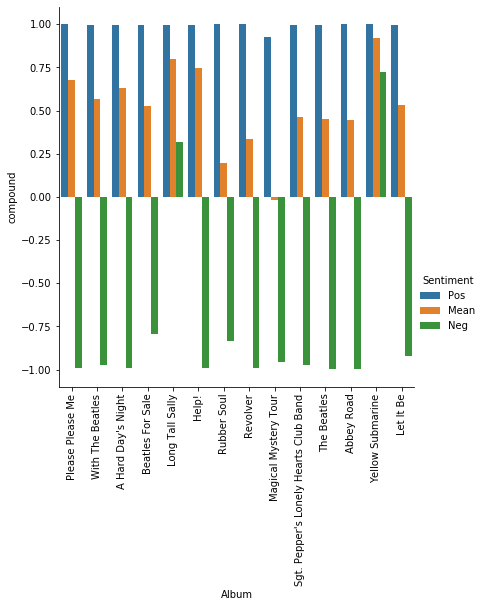 1.00
0.75
0.50
0.25
0.00
−0.25
−0.50
−0.75
−1.00
compound
Please Please Me
With The Beatles
A Hard Day's Night
Beatles For Sale
Long Tall Sally
Help!
Rubber Soul
Revolver
Magical Mystery Tour
Sgt. Pepper's Lonely Hearts Club Band
The Beatles
Abbey Road
Yellow Submarine
Let It Be
Album
Sentiment
Pos
Mean
Neg